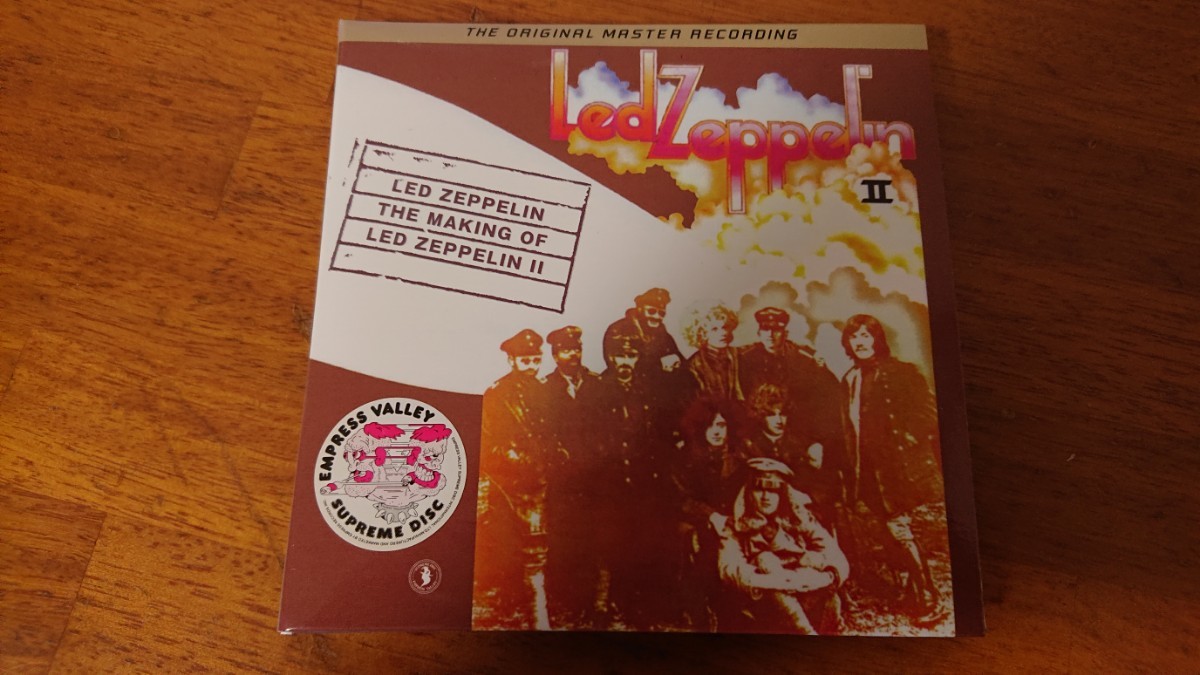 THE ORIGINAL MASTER RECORDING
Led Zeppelin
II
LED ZEPPELIN
THE MAKING OF
LED ZEPPELIN II
EMPRESS VALLEY
SUPREME DISC